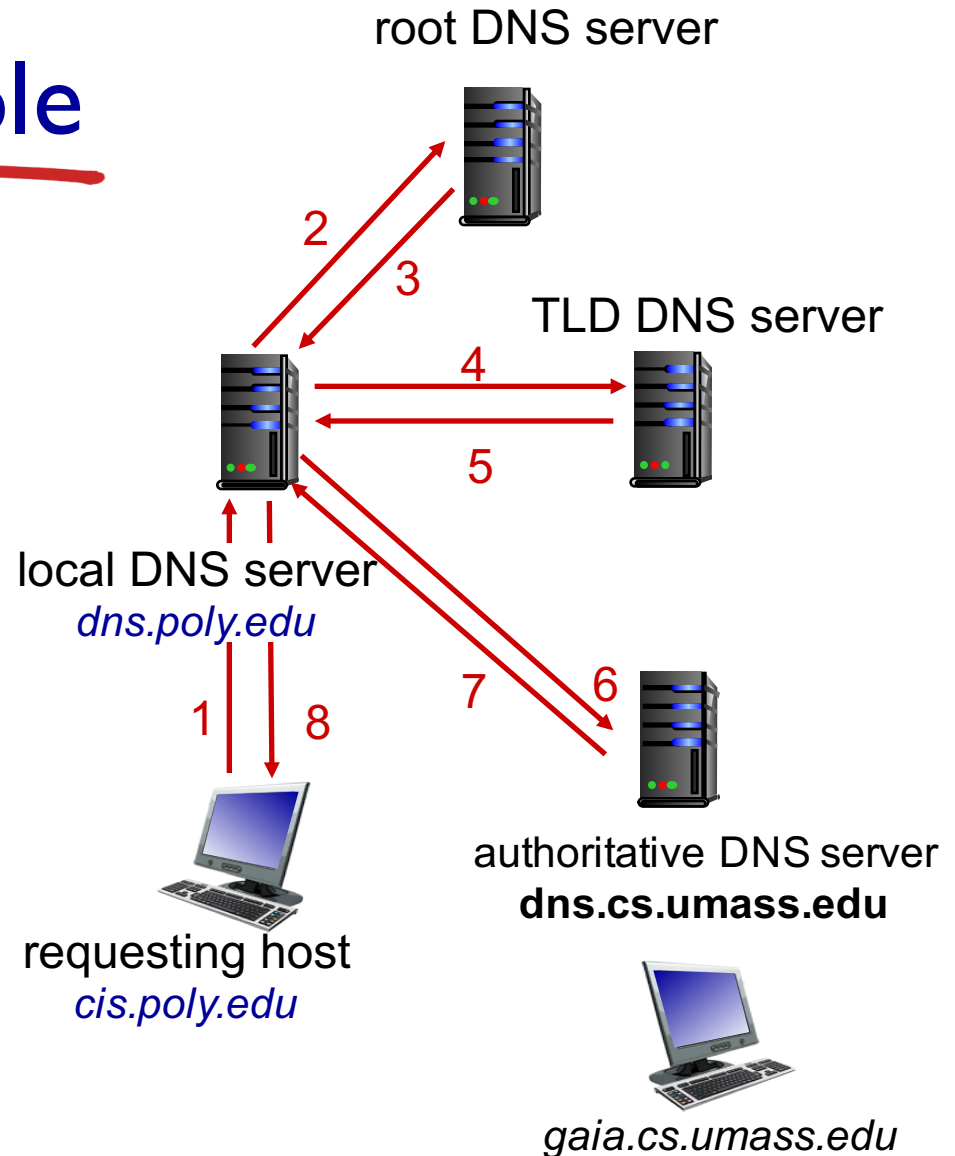 root DNS server
ole
2
3
TLD DNS server
4
5
local DNS server
dns.poly.edu
1
8
7
6
requesting host
cis.poly.edu
authoritative DNS server
dns.cs.umass.edu
gaia.cs.umass.edu